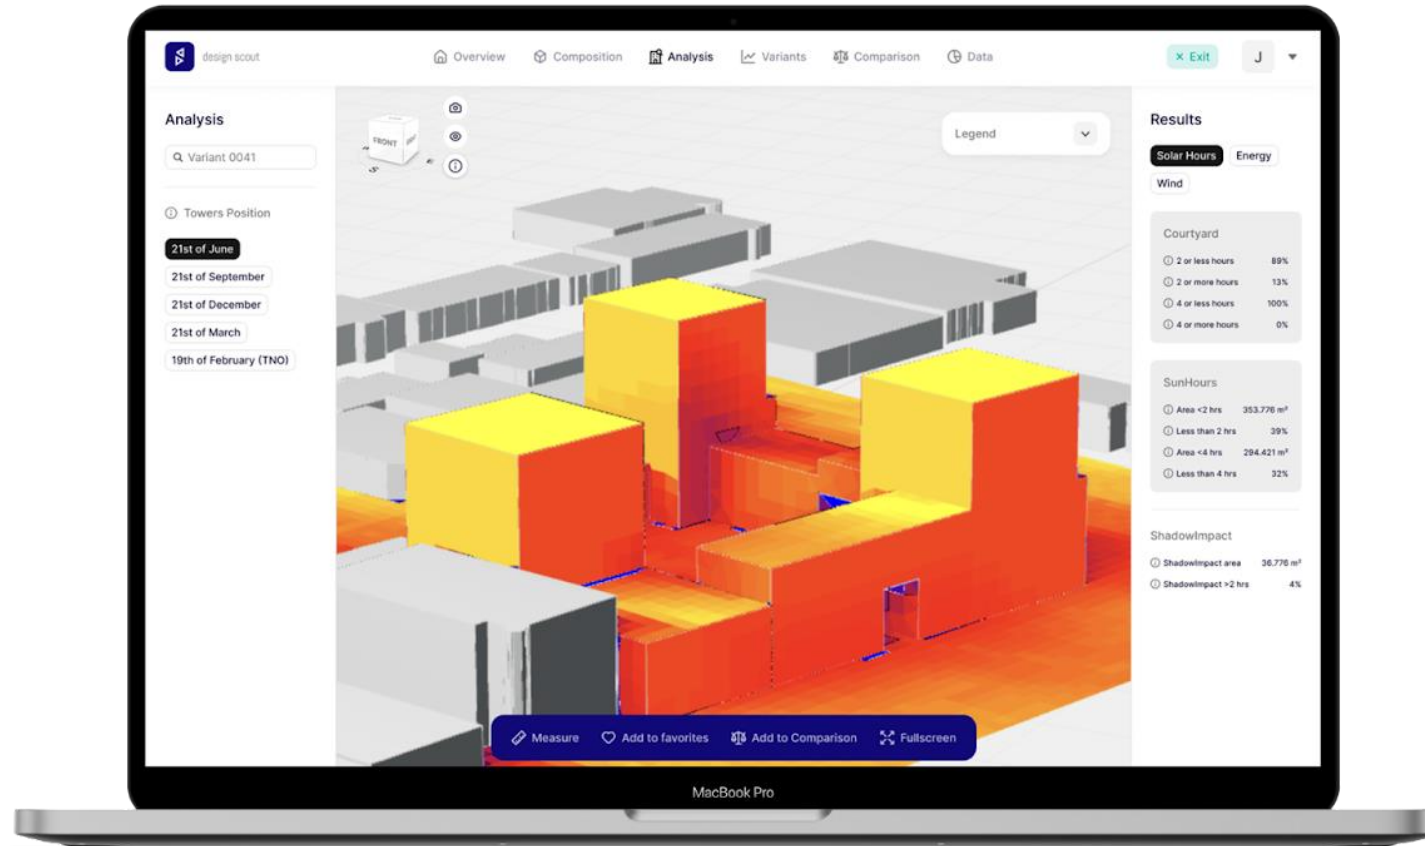 design scout
Overview
Composition
Analysis
Variants
Comparison
Data
× Exit
J
Analysis
Variant 0041
Towers Position
21st of June
21st of September
21st of December
21st of March
19th of February (TNO)
FRONT
Legend
Results
Solar Hours
Energy
Wind
Courtyard
2 or less hours 89%
2 or more hours 13%
4 or less hours 100%
4 or more hours 0%
SunHours
Area <2 hrs 353.776 m²
Less than 2 hrs 39%
Area <4 hrs 294.421 m²
Less than 4 hrs 32%
ShadowImpact
ShadowImpact area 36.776 m²
ShadowImpact >2 hrs 4%
Measure
Add to favorites
Add to Comparison
Fullscreen
MacBook Pro